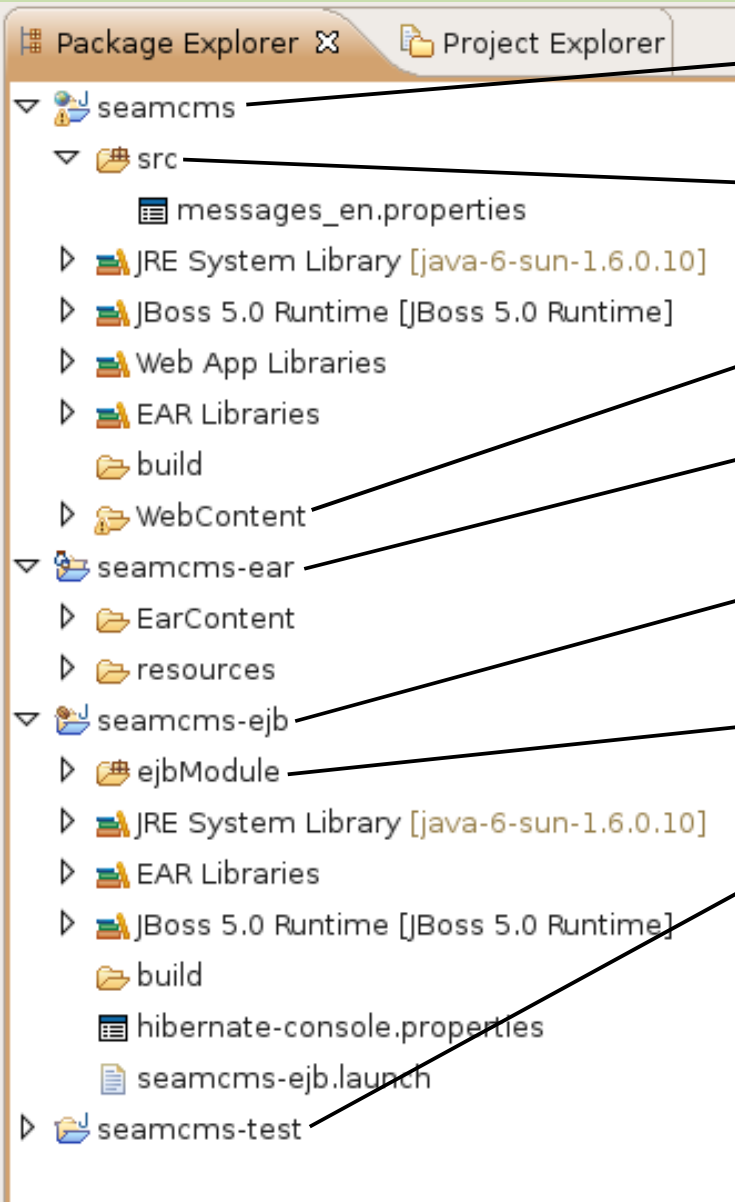 Package Explorer Project Explorer
seamcms
src
messages_en.properties
JRE System Library [java-6-sun-1.6.0.10]
JBoss 5.0 Runtime [JBoss 5.0 Runtime]
Web App Libraries
EAR Libraries
build
WebContent
seamcms-ear
EarContent
resources
seamcms-ejb
ejbModule
JRE System Library [java-6-sun-1.6.0.10]
EAR Libraries
JBoss 5.0 Runtime [JBoss 5.0 Runtime]
build
hibernate-console.properties
seamcms-ejb.launch
seamcms-test